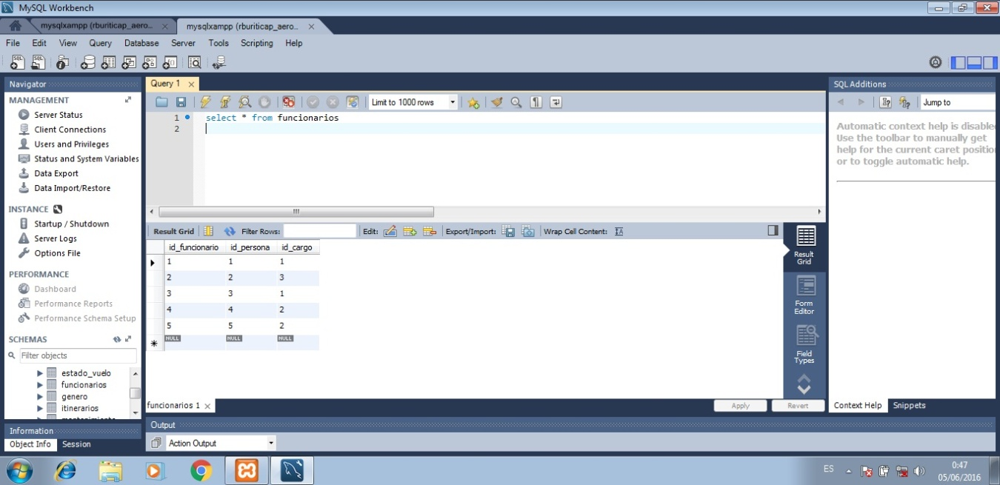 MySQL Workbench
mysqlxampp (rburiticap_aero...
mysqlxampp (rburiticap_aero...
File Edit View Query Database Server Tools Scripting Help
Navigator
MANAGEMENT
Server Status
Client Connections
Users and Privileges
Status and System Variables
Data Export
Data Import/Restore
INSTANCE
Startup / Shutdown
Server Logs
Options File
PERFORMANCE
Dashboard
Performance Reports
Performance Schema Setup
SCHEMAS
Filter objects
estado_vuelo
funcionarios
genero
itinerarios
mantenimiento
Information
Object Info Session
Query 1
Limit to 1000 rows
1 select * from funcionarios
2
Result Grid Filter Rows: Edit: Export/Import: Wrap Cell Content:
id_funcionario id_persona id_cargo
1 1 1
2 2 3
3 3 1
4 4 2
5 5 2
NULL NULL NULL
Result
Grid
Form
Editor
Field
Types
funcionarios 1
Apply Revert
Output
Action Output
SQL Additions
Jump to
Automatic context help is disable
Use the toolbar to manually get
help for the current caret positio
or to toggle automatic help.
Context Help Snippets
ES
0:47
05/06/2016